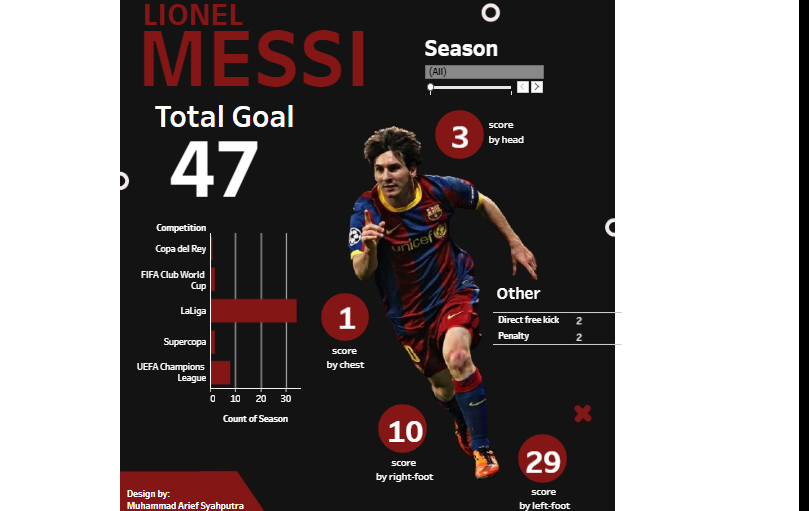 LIONEL
MESSI
Season
(All)
Total Goal
47
3
score
by head
unicef
Competition
Copa del Rey
FIFA Club World
Cup
LaLiga
Supercopa
UEFA Champions
League
0 10 20 30
Count of Season
1
score
by chest
Other
Direct free kick 2
Penalty 2
10
score
by right-foot
29
score
by left-foot
Design by:
Muhammad Arief Syahputra